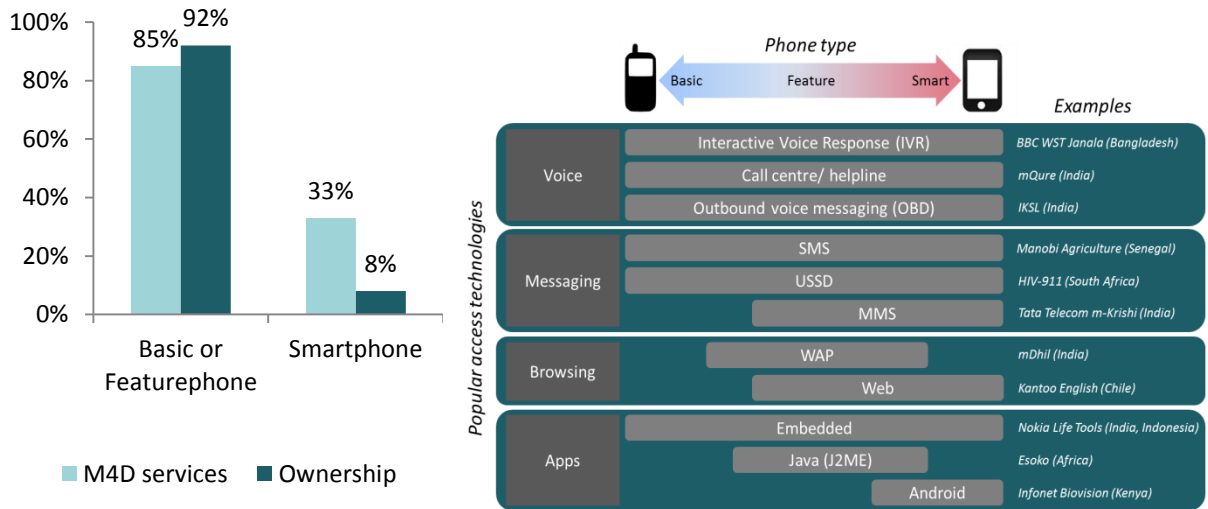 100%
80%
60%
40%
20%
0%
85%
92%
33%
8%
Basic or
Featurephone
Smartphone
M4D services
Ownership
Phone type
Basic
Feature
Smart
Examples
Popular access technologies
Voice
Interactive Voice Response (IVR)
BBC WST Janala (Bangladesh)
Call centre/ helpline
mQure (India)
Outbound voice messaging (OBD)
IKSL (India)
Messaging
SMS
Manobi Agriculture (Senegal)
USSD
HIV-911 (South Africa)
MMS
Tata Telecom m-Krishi (India)
Browsing
WAP
mDhil (India)
Web
Kantoo English (Chile)
Apps
Embedded
Nokia Life Tools (India, Indonesia)
Java (J2ME)
Esoko (Africa)
Android
Infonet Biovision (Kenya)